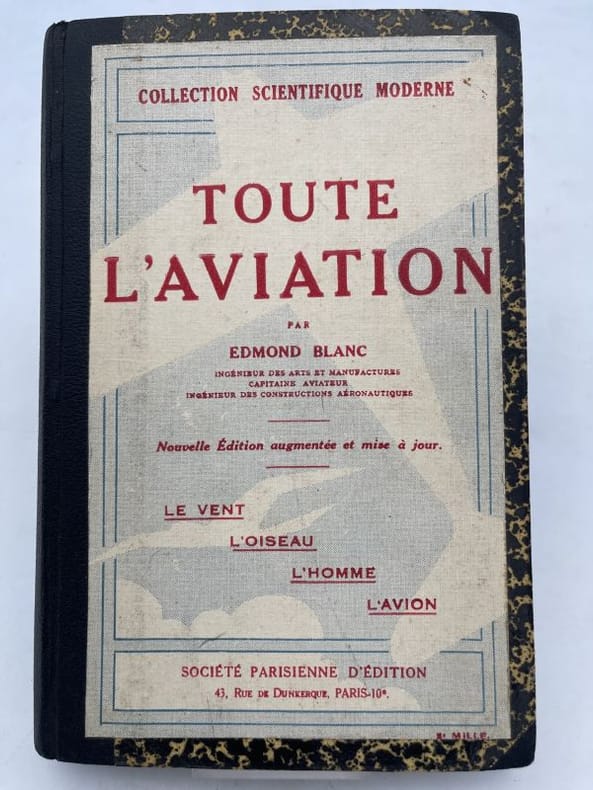 COLLECTION SCIENTIFIQUE MODERNE
TOUTE
L'AVIATION
PAR
EDMOND BLANC
INGÉNIEUR DES ARTS ET MANUFACTURES
CAPITAINE AVIATEUR
INGÉNIEUR DES CONSTRUCTIONS AÉRONAUTIQUES
Nouvelle Édition augmentée et mise à jour.
LE VENT
L'OISEAU
L'HOMME
L'AVION
SOCIÉTÉ PARISIENNE D'ÉDITION
43, RUE DE DUNKERQUE, PARIS-10e.
MILLE.